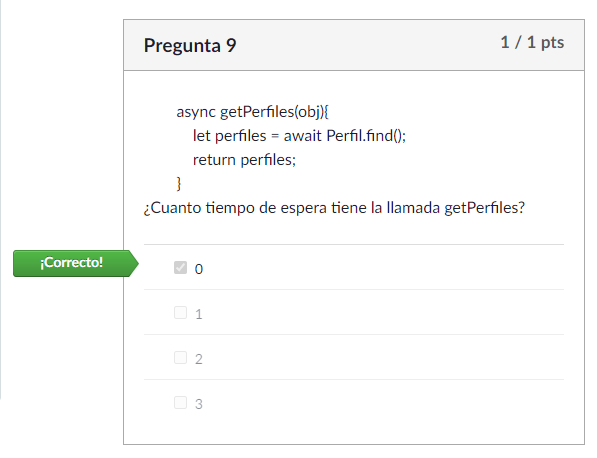 Pregunta 9
1 / 1 pts
async getPerfiles(obj){
let perfiles = await Perfil.find();
return perfiles;
}
¿Cuanto tiempo de espera tiene la llamada getPerfiles?
¡Correcto!
0
1
2
3